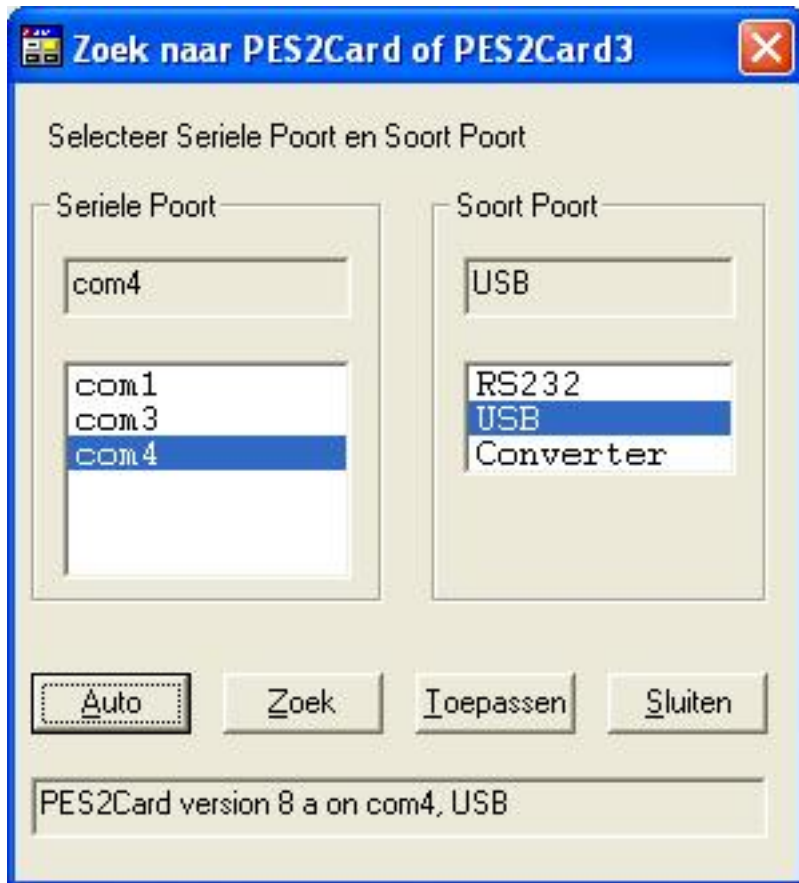 Zoek naar PES2Card of PES2Card3
Selecteer Seriele Poort en Soort Poort
Seriele Poort
com4
com1
com3
com4
Soort Poort
USB
RS232
USB
Converter
Auto
Zoek
Toepassen
Sluiten
PES2Card version 8 a on com4, USB